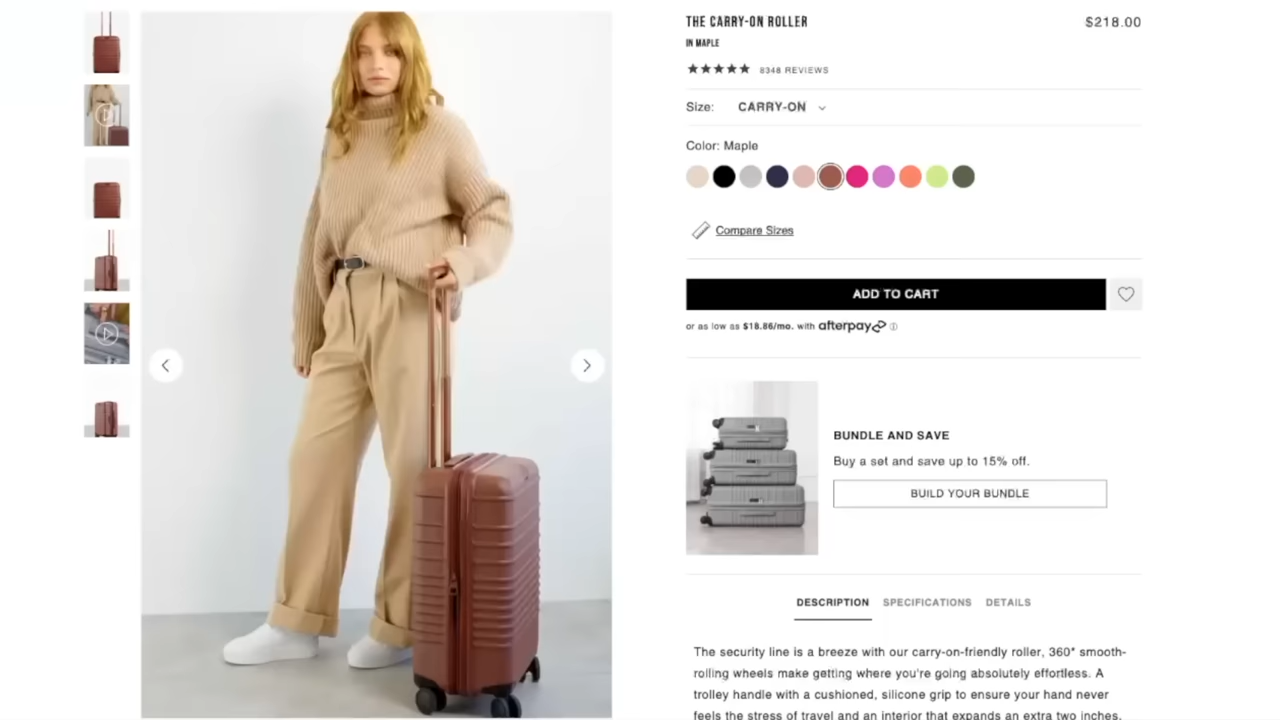 THE CARRY-ON ROLLER
$218.00
IN MAPLE
★★★★★ 8348 REVIEWS
Size: CARRY-ON
Color: Maple
Compare Sizes
ADD TO CART
or as low as $18.86/mo. with afterpay
BUNDLE AND SAVE
Buy a set and save up to 15% off.
BUILD YOUR BUNDLE
DESCRIPTION SPECIFICATIONS DETAILS
The security line is a breeze with our carry-on-friendly roller, 360° smooth-
rolling wheels make getting where you're going absolutely effortless. A
trolley handle with a cushioned, silicone grip to ensure your hand never
feels the stress of travel and an interior that expands an extra two inches.